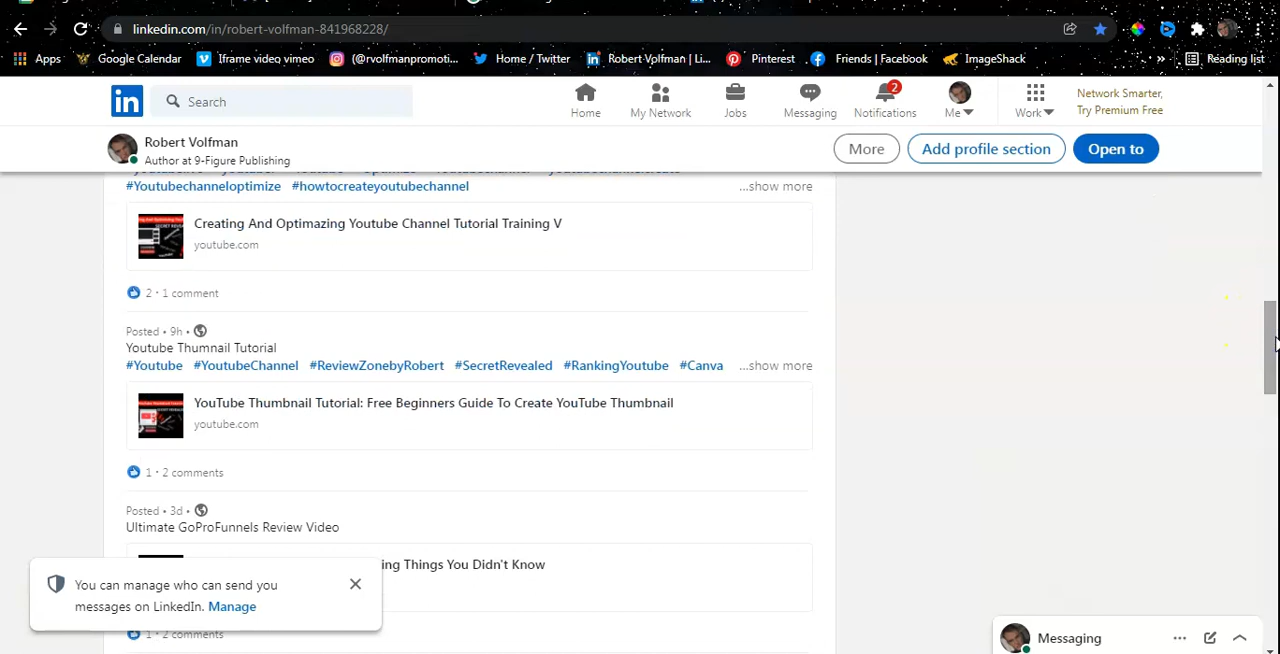 linkedin.com/in/robert-volfman-841968228/
Apps Google Calendar Iframe video vimeo (@rvolfmanpromoti... Home / Twitter Robert Volfman | Li... Pinterest Friends | Facebook ImageShack » Reading list
in Search Home My Network Jobs Messaging 2 Notifications Me Work Network Smarter,
Try Premium Free
Robert Volfman
Author at 9-Figure Publishing
More Add profile section Open to
#Youtubechanneloptimize #howtocreateyoutubechannel ...show more
Creating And Optimazing Youtube Channel Tutorial Training V
youtube.com
2 • 1 comment
Posted • 9h •
Youtube Thumnail Tutorial
#Youtube #YoutubeChannel #ReviewZonebyRobert #SecretRevealed #RankingYoutube #Canva ...show more
YouTube Thumbnail Tutorial: Free Beginners Guide To Create YouTube Thumbnail
youtube.com
1 • 2 comments
Posted • 3d •
Ultimate GoProFunnels Review Video
ing Things You Didn't Know
You can manage who can send you
messages on LinkedIn. Manage
1 • 2 comments
Messaging